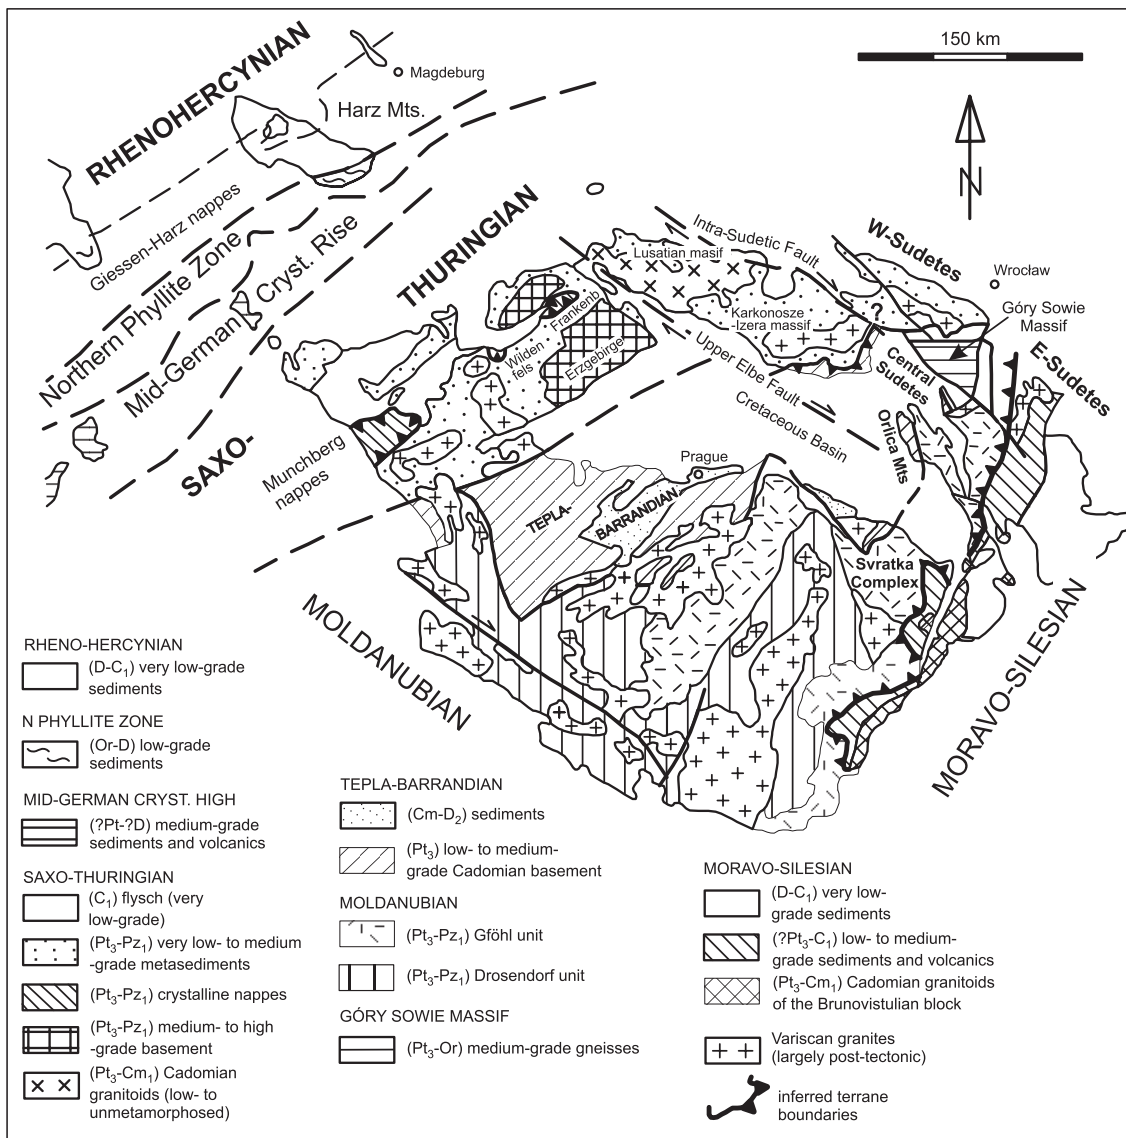 150 km
Magdeburg
Harz Mts.
RHENOHERCYNIAN
Giessen-Harz nappes
Northern Phyllite Zone
Mid-German Cryst. Rise
SAXO-
THURINGIAN
N
Intra-Sudetic Fault
W-Sudetes
Lusatian masif
Wrocław
Góry Sowie
Massif
Karkonosze
-Izera massif
?
Frankenb
Wilden
fels
Erzgebirge
Upper Elbe Fault
Central
Sudetes
E-Sudetes
Cretaceous Basin
Orlica Mts
Munchberg
nappes
Prague
TEPLA-
BARRANDIAN
Svratka
Complex
MOLDANUBIAN
MORAVO-SILESIAN
RHENO-HERCYNIAN
(D-C1) very low-grade
sediments
N PHYLLITE ZONE
(Or-D) low-grade
sediments
MID-GERMAN CRYST. HIGH
(?Pt-?D) medium-grade
sediments and volcanics
SAXO-THURINGIAN
(C1) flysch (very
low-grade)
(Pt3-Pz1) very low- to medium
-grade metasediments
(Pt3-Pz1) crystalline nappes
(Pt3-Pz1) medium- to high
-grade basement
(Pt3-Cm1) Cadomian
granitoids (low- to
unmetamorphosed)
TEPLA-BARRANDIAN
(Cm-D2) sediments
(Pt3) low- to medium-
grade Cadomian basement
MOLDANUBIAN
(Pt3-Pz1) Gföhl unit
(Pt3-Pz1) Drosendorf unit
GÓRY SOWIE MASSIF
(Pt3-Or) medium-grade gneisses
MORAVO-SILESIAN
(D-C1) very low-
grade sediments
(?Pt3-C1) low- to medium-
grade sediments and volcanics
(Pt3-Cm1) Cadomian granitoids
of the Brunovistulian block
Variscan granites
(largely post-tectonic)
inferred terrane
boundaries